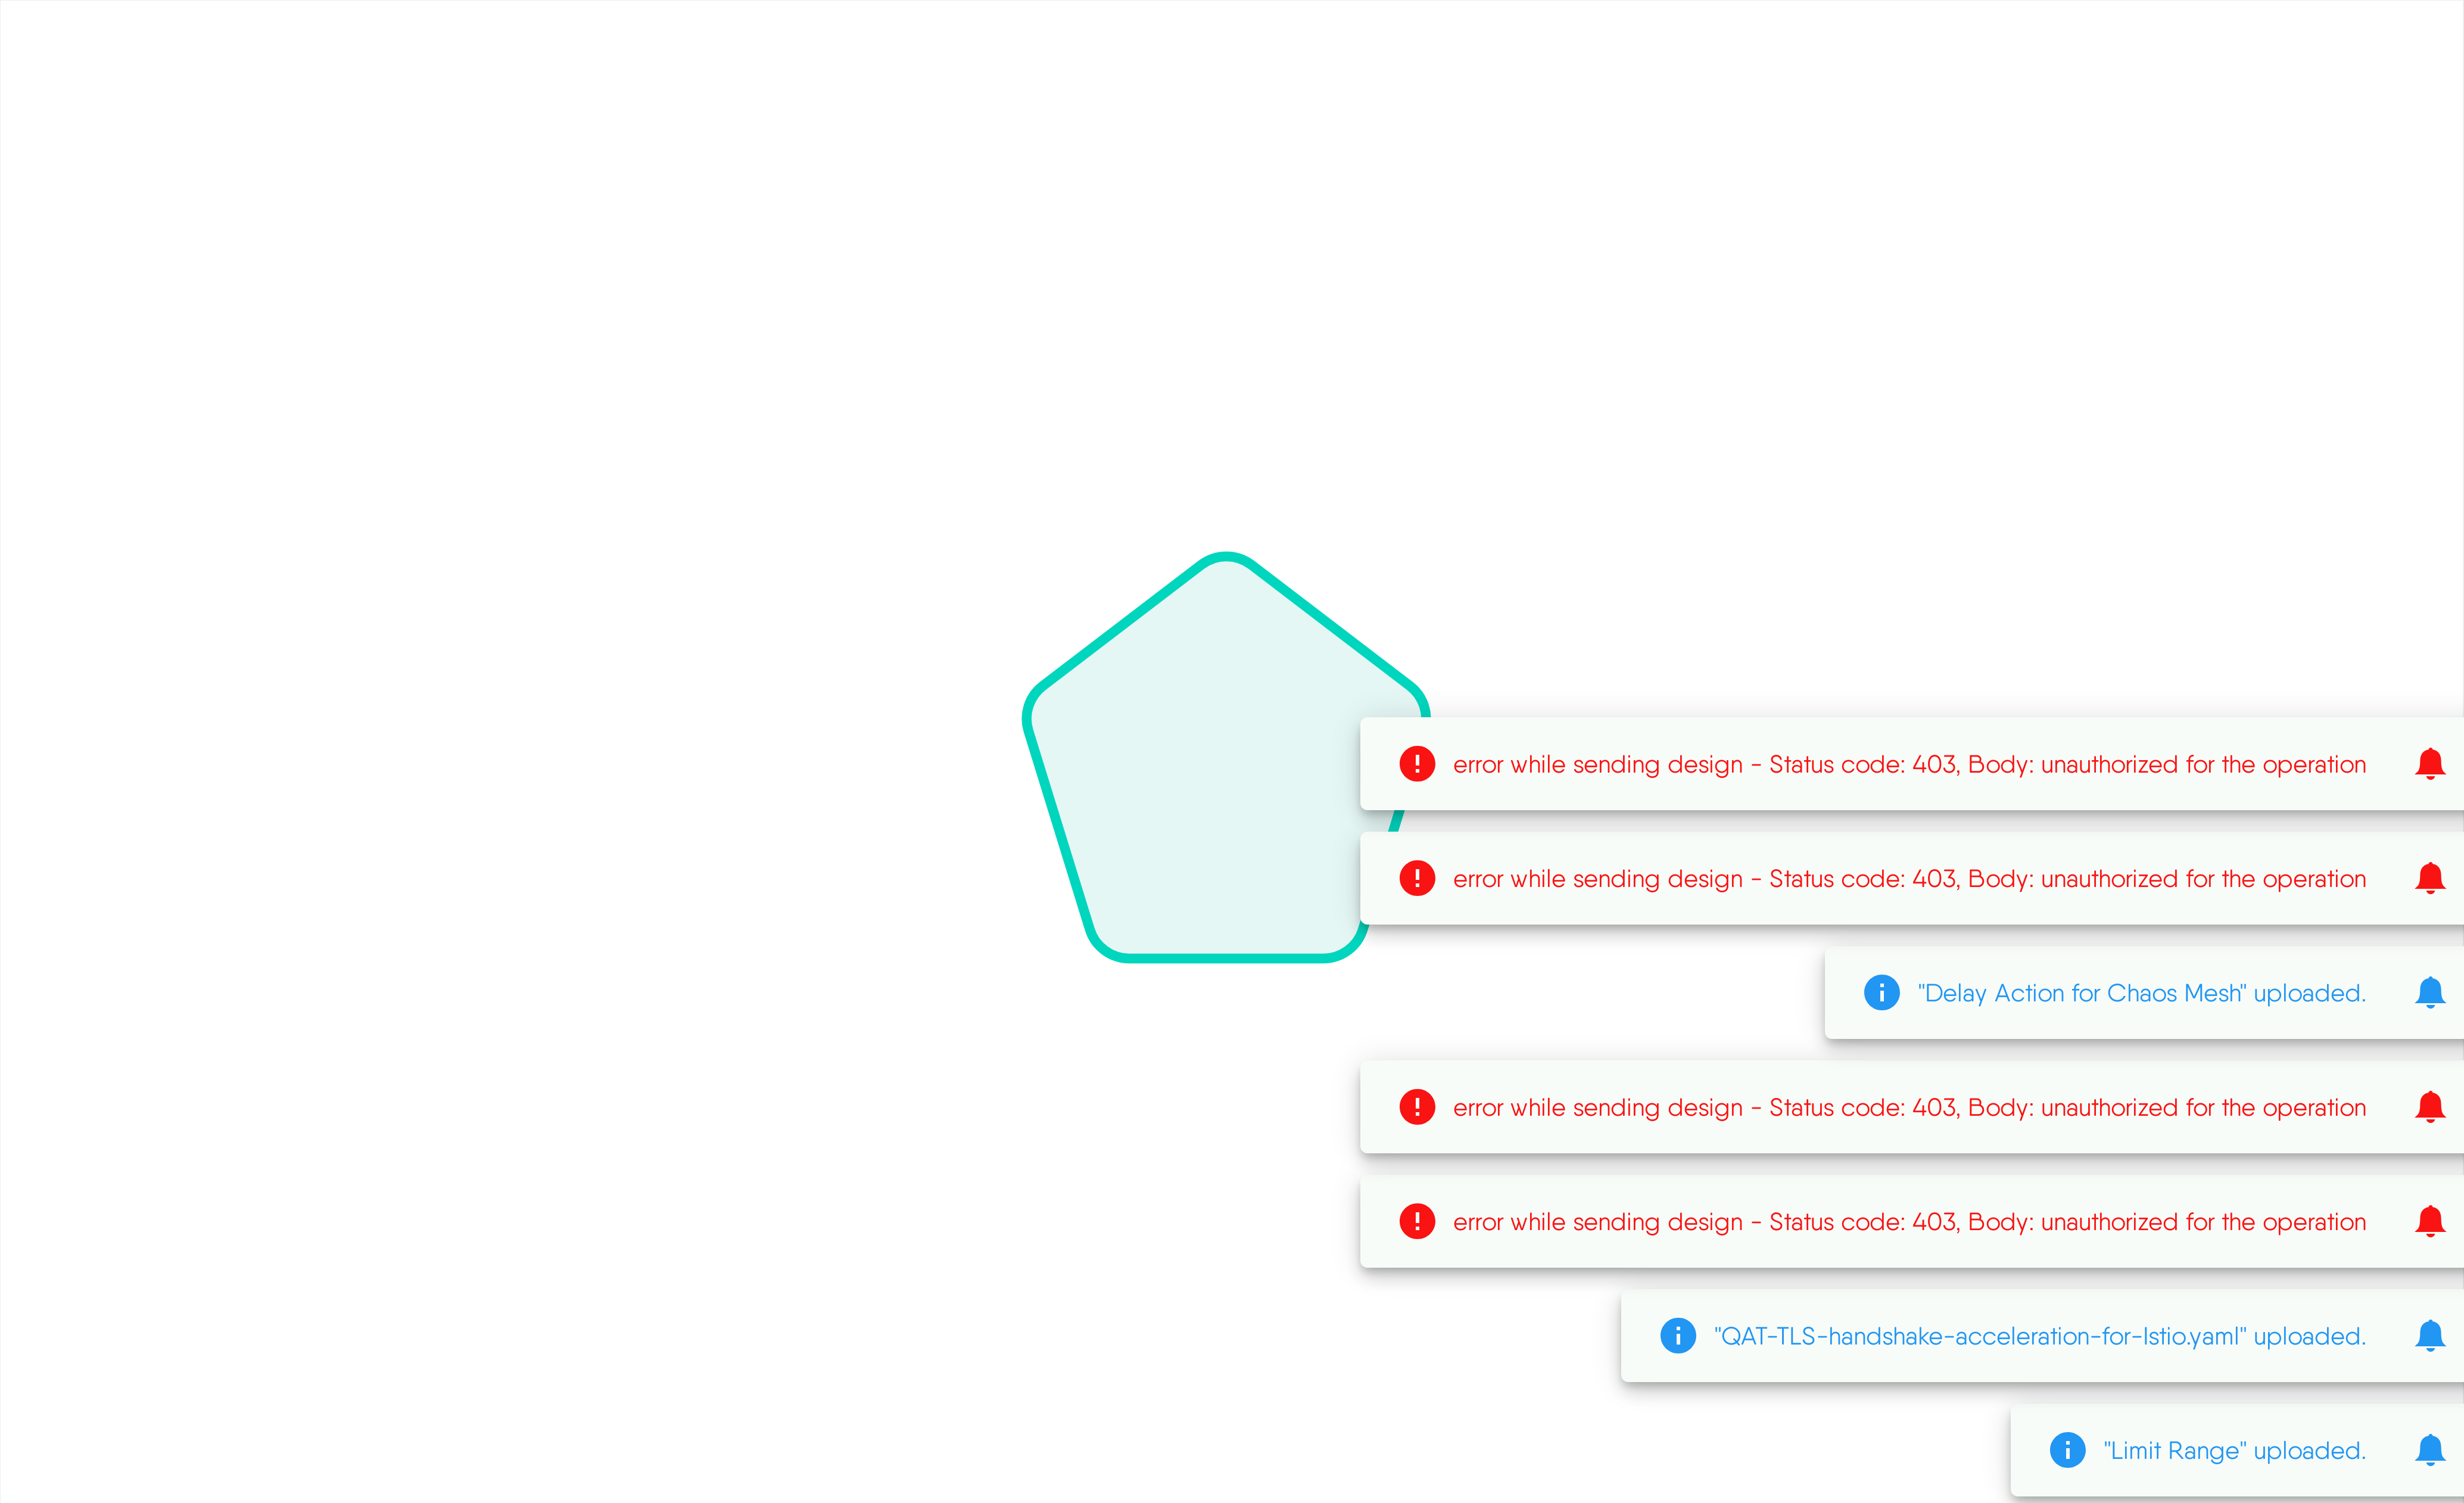 error while sending design - Status code: 403, Body: unauthorized for the operation
error while sending design - Status code: 403, Body: unauthorized for the operation
"Delay Action for Chaos Mesh" uploaded.
error while sending design - Status code: 403, Body: unauthorized for the operation
error while sending design - Status code: 403, Body: unauthorized for the operation
"QAT-TLS-handshake-acceleration-for-Istio.yaml" uploaded.
"Limit Range" uploaded.